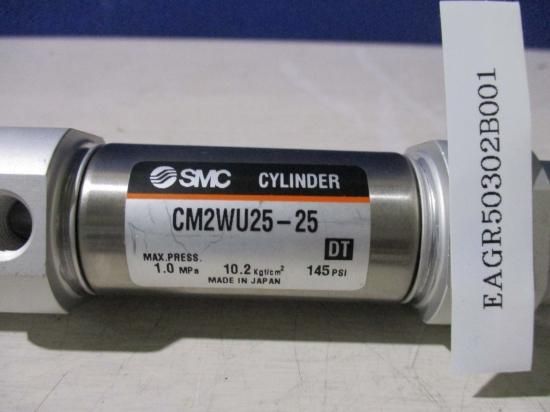 SMC CYLINDER
CM2WU25-25
DT
MAX.PRESS.
1.0 MPa 10.2 Kgf/cm² 145 PSI
MADE IN JAPAN
EAGR50302B001